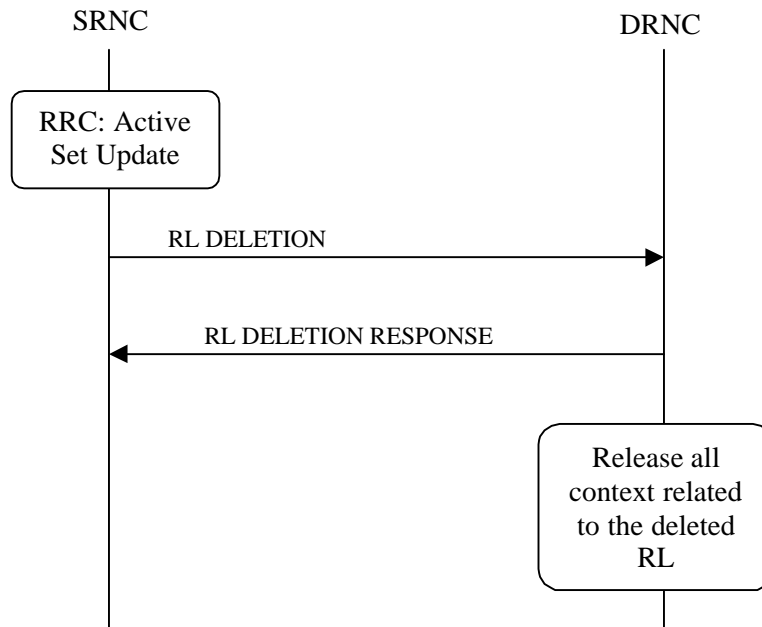 SRNC
DRNC
RRC: Active
Set Update
RL DELETION
RL DELETION RESPONSE
Release all
context related
to the deleted
RL